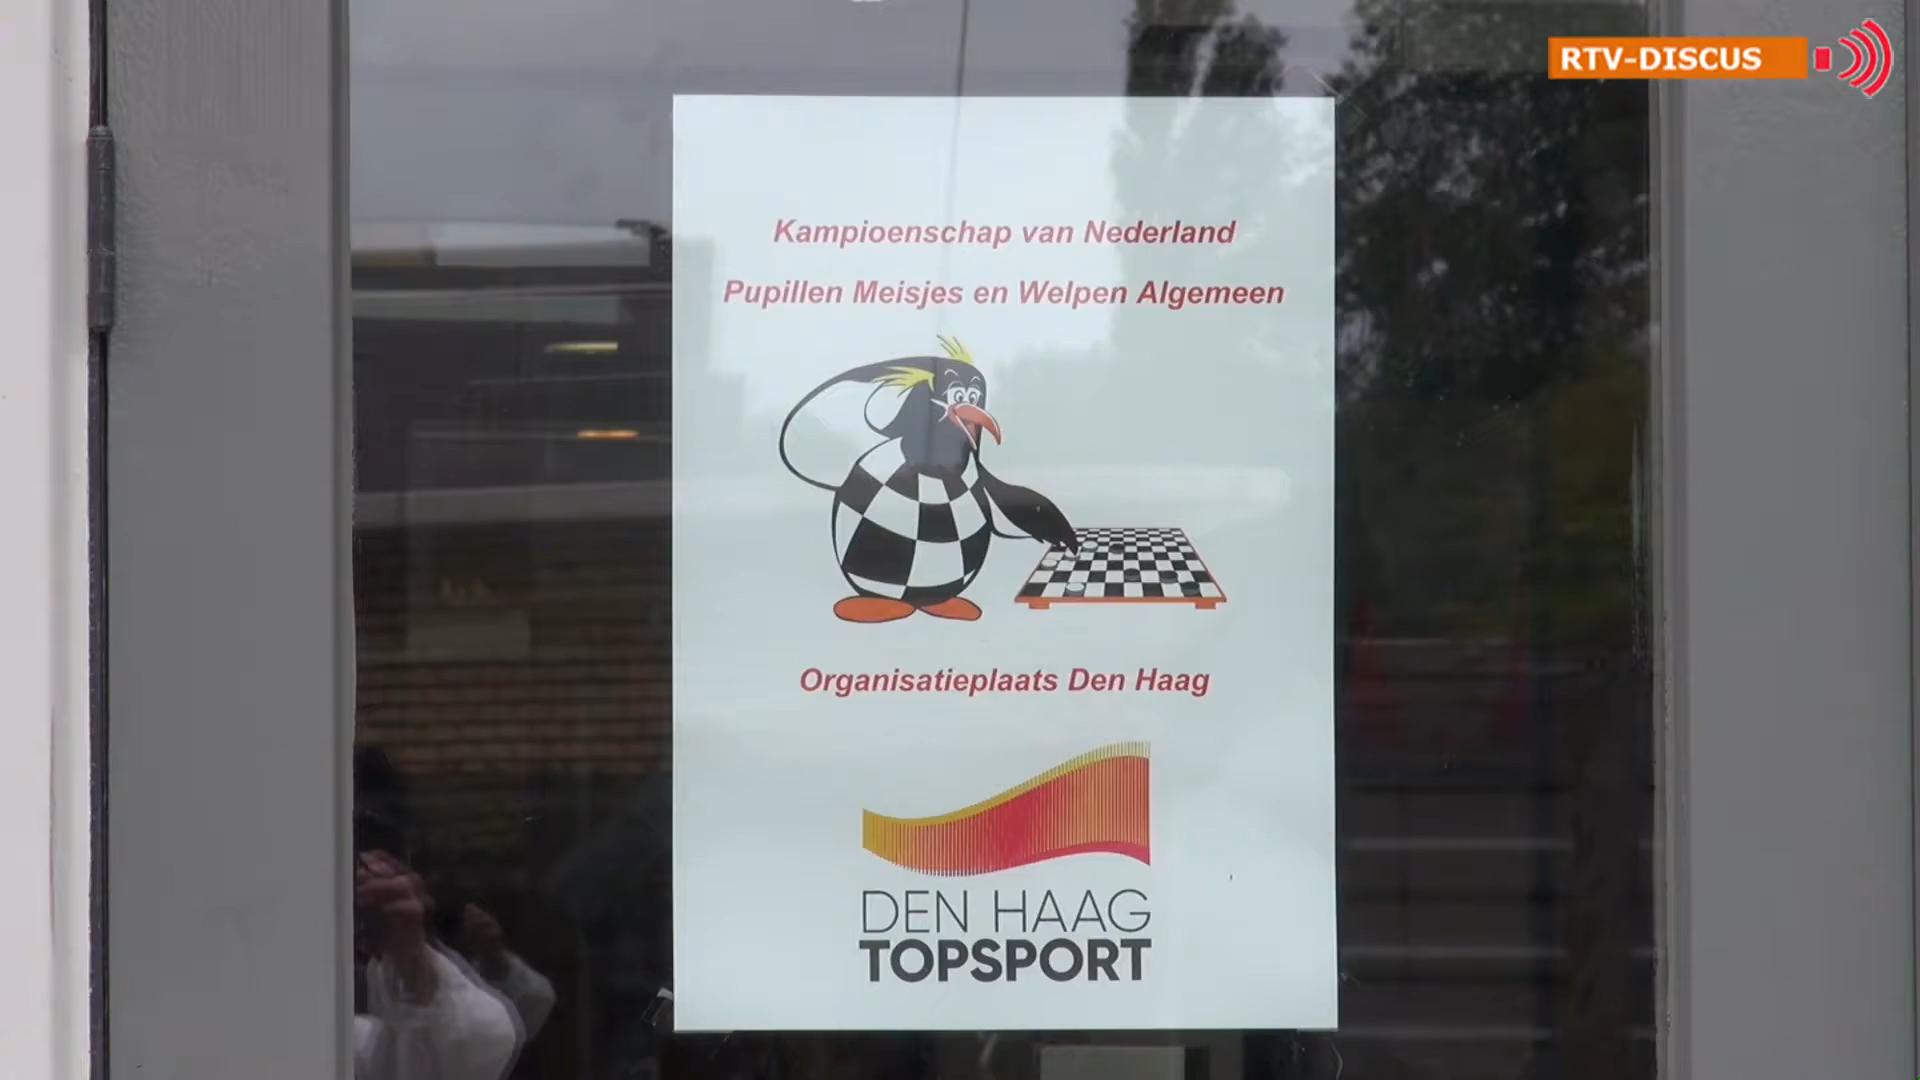 RTV-DISCUS
Kampioenschap van Nederland
Pupillen Meisjes en Welpen Algemeen
Organisatieplaats Den Haag
DEN HAAG
TOPSPORT